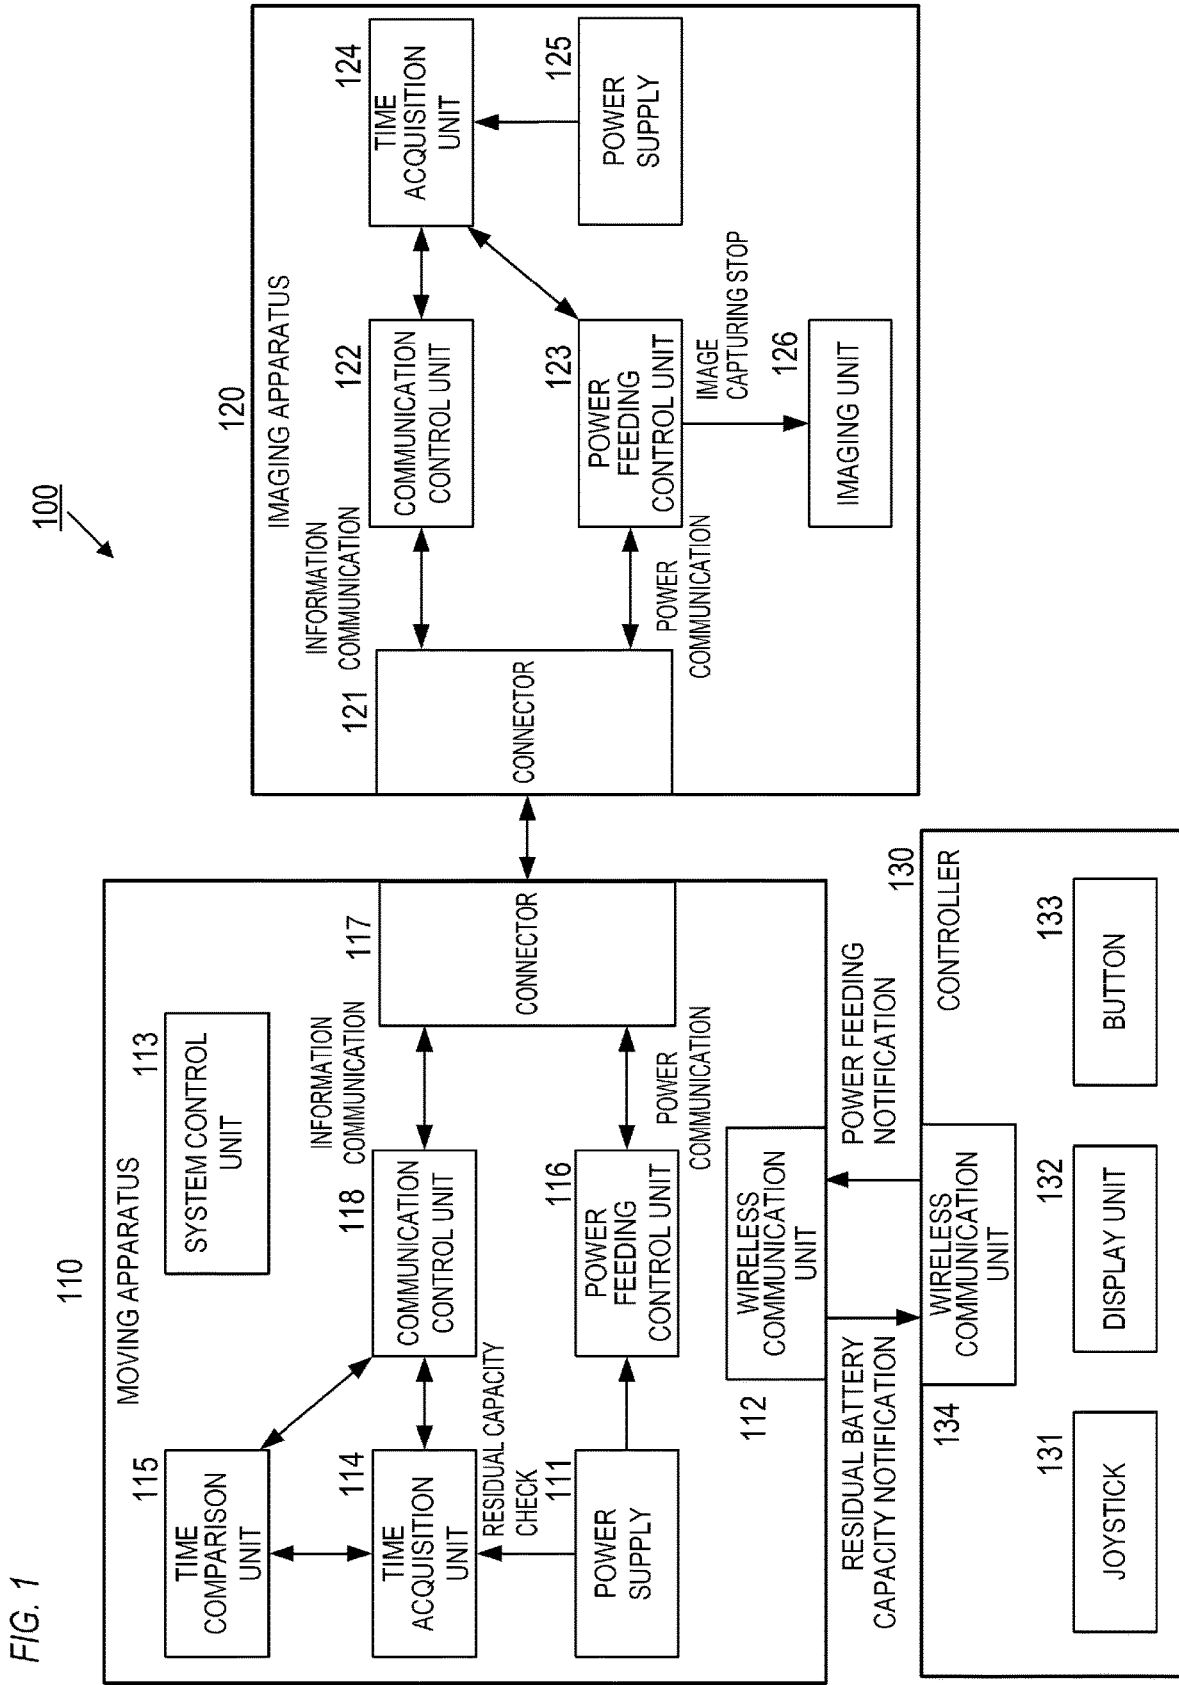 FIG. 1
100
110
MOVING APPARATUS
115
TIME
COMPARISON
UNIT
113
SYSTEM CONTROL
UNIT
114
TIME
ACQUISITION
UNIT
118
COMMUNICATION
CONTROL UNIT
INFORMATION
COMMUNICATION
117
CONNECTOR
RESIDUAL CAPACITY
CHECK
111
POWER
SUPPLY
116
POWER
FEEDING
CONTROL UNIT
POWER
COMMUNICATION
112
WIRELESS
COMMUNICATION
UNIT
120
IMAGING APPARATUS
121
CONNECTOR
INFORMATION
COMMUNICATION
122
COMMUNICATION
CONTROL UNIT
124
TIME
ACQUISITION
UNIT
POWER
COMMUNICATION
123
POWER
FEEDING
CONTROL UNIT
125
POWER
SUPPLY
IMAGE
CAPTURING STOP
126
IMAGING UNIT
RESIDUAL BATTERY
CAPACITY NOTIFICATION
POWER FEEDING
NOTIFICATION
130
CONTROLLER
134
WIRELESS
COMMUNICATION
UNIT
131
JOYSTICK
132
DISPLAY UNIT
133
BUTTON